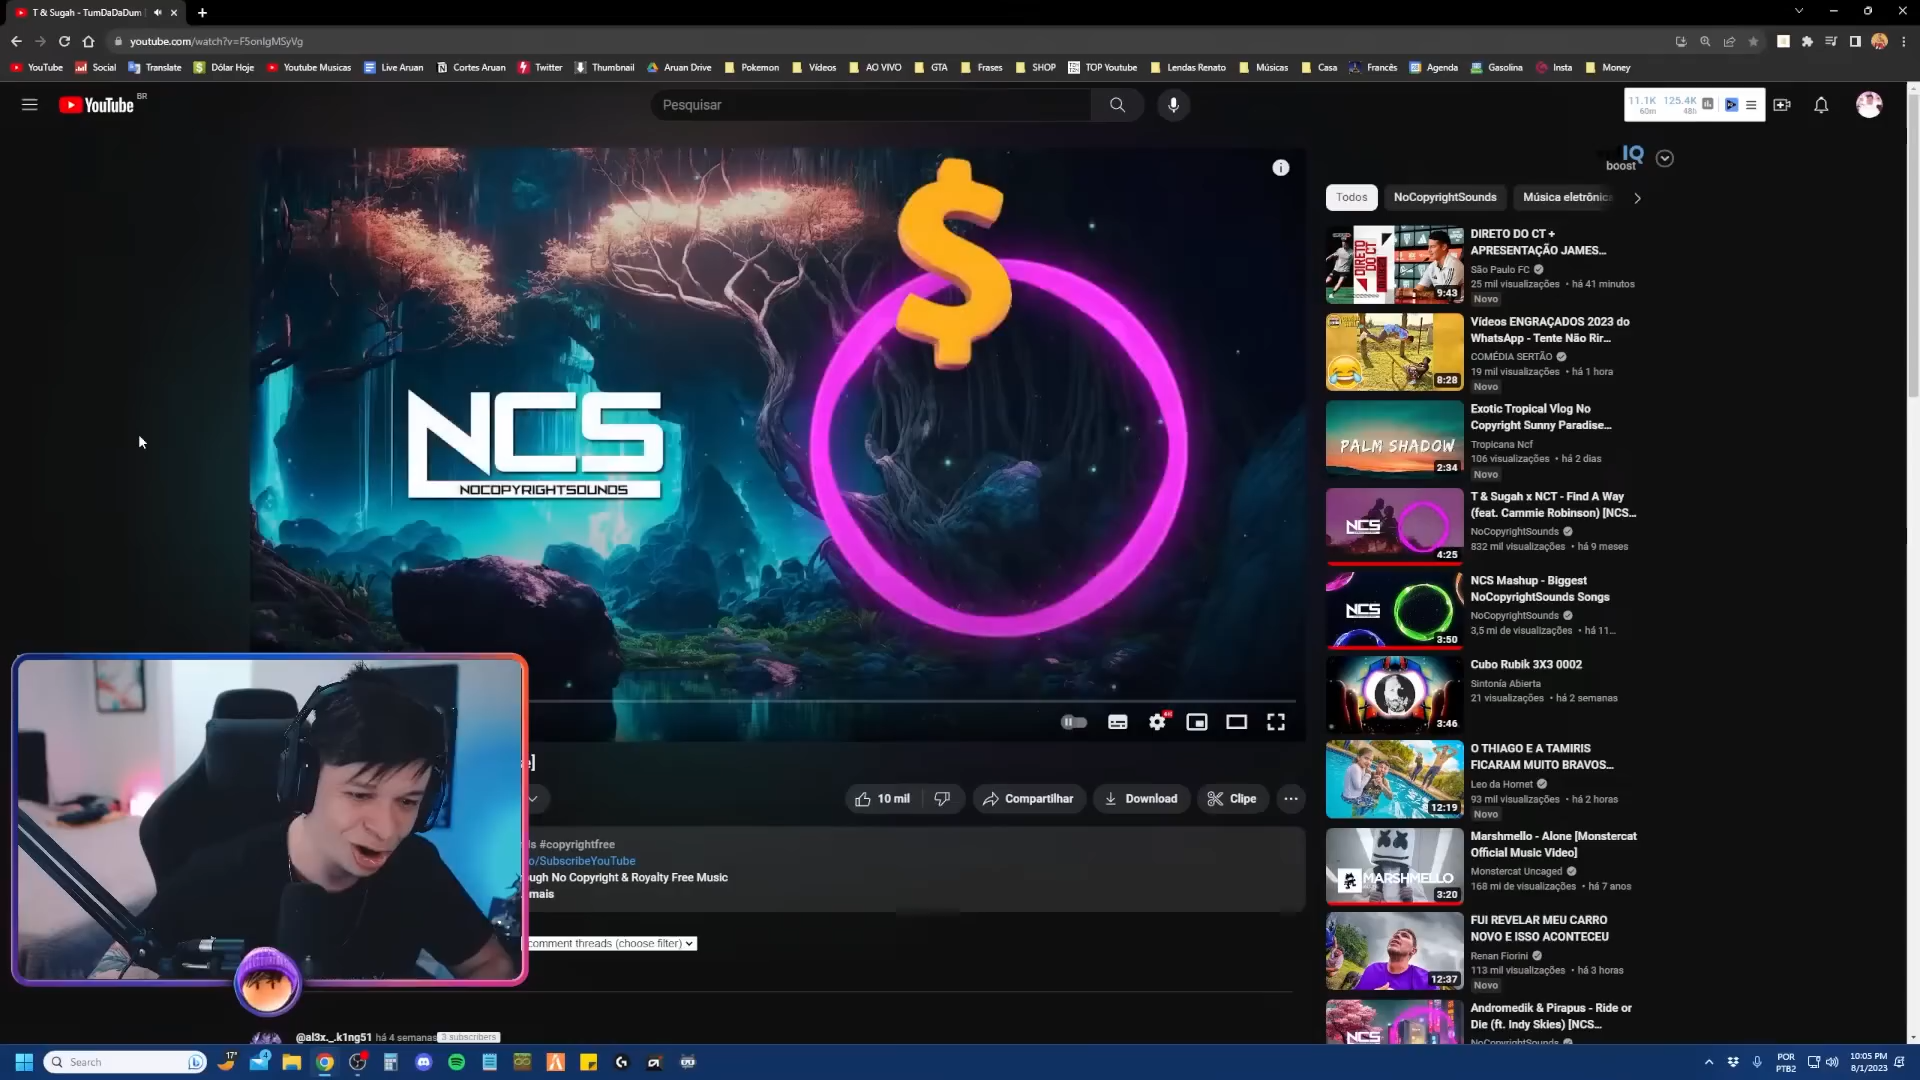 T & Sugah - TumDaDaDum
youtube.com/watch?v=F5onIgMSyVg
YouTube
Social
Translate
Dólar Hoje
Youtube Musicas
Live Aruan
Cortes Aruan
Twitter
Thumbnail
Aruan Drive
Pokemon
Vídeos
AO VIVO
GTA
Frases
SHOP
TOP Youtube
Lendas Renato
Músicas
Casa
Francês
Agenda
Gasolina
Insta
Money
YouTube BR
Pesquisar
11.1K 125.4K
60m 48h
IQ
boost
$
NCS
NOCOPYRIGHTSOUNDS
e]
10 mil
Compartilhar
Download
Clipe
ds #copyrightfree
o/SubscribeYouTube
ugh No Copyright & Royalty Free Music
mais
comment threads (choose filter)
@al3x._.k1ng51 há 4 semanas 3 subscribers
Todos
NoCopyrightSounds
Música eletrônica
DIRETO DO CT
9:43
DIRETO DO CT +
APRESENTAÇÃO JAMES...
São Paulo FC
25 mil visualizações • há 41 minutos
Novo
8:28
Vídeos ENGRAÇADOS 2023 do
WhatsApp - Tente Não Rir...
COMÉDIA SERTÃO
19 mil visualizações • há 1 hora
Novo
PALM SHADOW
2:34
Exotic Tropical Vlog No
Copyright Sunny Paradise...
Tropicana Ncf
106 visualizações • há 2 dias
Novo
NCS
4:25
T & Sugah x NCT - Find A Way
(feat. Cammie Robinson) [NCS...
NoCopyrightSounds
832 mil visualizações • há 9 meses
NCS
3:50
NCS Mashup - Biggest
NoCopyrightSounds Songs
NoCopyrightSounds
3,5 mi de visualizações • há 11...
3:46
Cubo Rubik 3X3 0002
Sintonía Abierta
21 visualizações • há 2 semanas
12:19
O THIAGO E A TAMIRIS
FICARAM MUITO BRAVOS...
Leo da Hornet
93 mil visualizações • há 2 horas
Novo
MARSHMELLO
3:20
Marshmello - Alone [Monstercat
Official Music Video]
Monstercat Uncaged
168 mi de visualizações • há 7 anos
12:37
FUI REVELAR MEU CARRO
NOVO E ISSO ACONTECEU
Renan Fiorini
113 mil visualizações • há 3 horas
Novo
NCS
Andromedik & Pirapus - Ride or
Die (ft. Indy Skies) [NCS...
NoCopyrightSounds
Search
17°
4
POR
PTB2
10:05 PM
8/1/2023